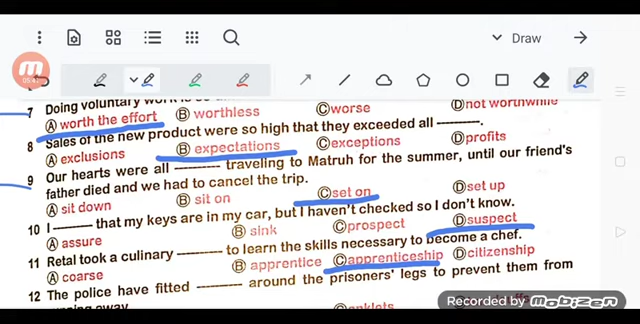 Draw
05:41
7 Doing voluntary work is so
Ⓐ worth the effort Ⓑ worthless Ⓒ worse Ⓓ not worthwhile
8 Sales of the new product were so high that they exceeded all ————.
Ⓐ exclusions Ⓑ expectations Ⓒ exceptions Ⓓ profits
9 Our hearts were all ———— traveling to Matruh for the summer, until our friend's
father died and we had to cancel the trip.
Ⓐ sit down Ⓑ sit on Ⓒ set on Ⓓ set up
10 I ———— that my keys are in my car, but I haven't checked so I don't know.
Ⓐ assure Ⓑ sink Ⓒ prospect Ⓓ suspect
11 Retal took a culinary ———— to learn the skills necessary to become a chef.
Ⓐ coarse Ⓑ apprentice Ⓒ apprenticeship Ⓓ citizenship
12 The police have fitted ———— around the prisoners' legs to prevent them from
away
anklets
Recorded by Mobizen